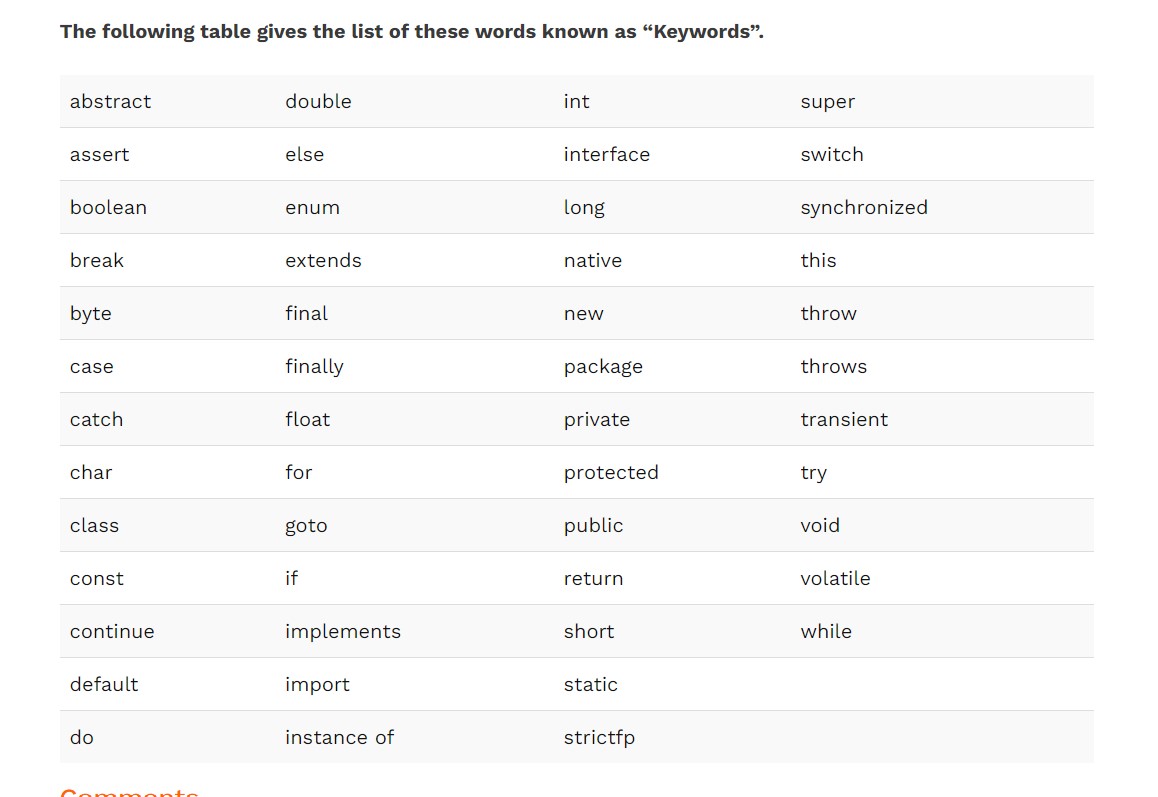 The following table gives the list of these words known as “Keywords”.
abstract double int super
assert else interface switch
boolean enum long synchronized
break extends native this
byte final new throw
case finally package throws
catch float private transient
char for protected try
class goto public void
const if return volatile
continue implements short while
default import static
do instance of strictfp
Comments